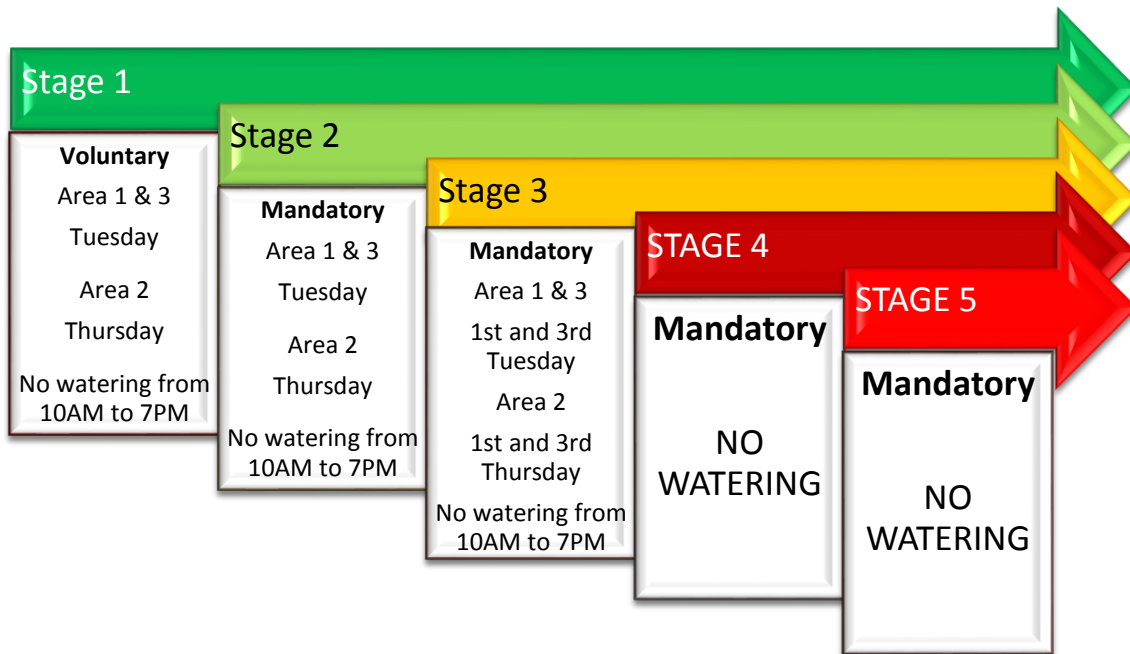 Stage 1
Voluntary
Area 1 & 3
Tuesday
Area 2
Thursday
No watering from
10AM to 7PM
Stage 2
Mandatory
Area 1 & 3
Tuesday
Area 2
Thursday
No watering from
10AM to 7PM
Stage 3
Mandatory
Area 1 & 3
1st and 3rd
Tuesday
Area 2
1st and 3rd
Thursday
No watering from
10AM to 7PM
STAGE 4
Mandatory
NO
WATERING
STAGE 5
Mandatory
NO
WATERING